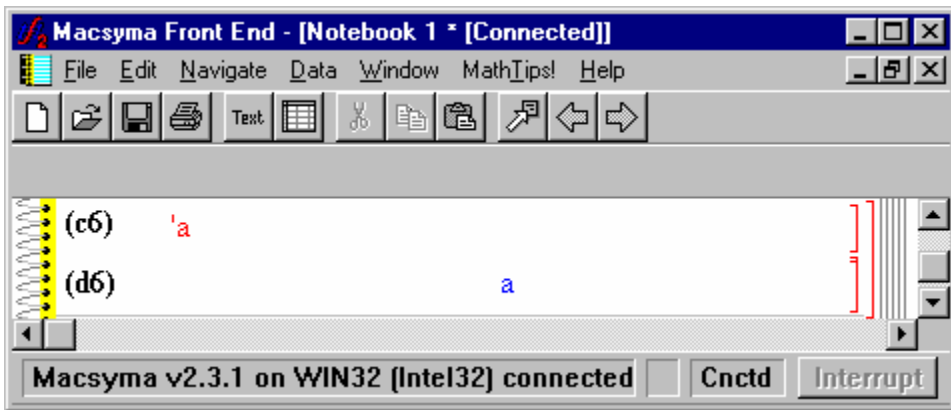 Macsyma Front End - [Notebook 1 * [Connected]]
File Edit Navigate Data Window MathTips! Help
Text
(c6) 'a
(d6) a
Macsyma v2.3.1 on WIN32 (Intel32) connected Cnctd Interrupt